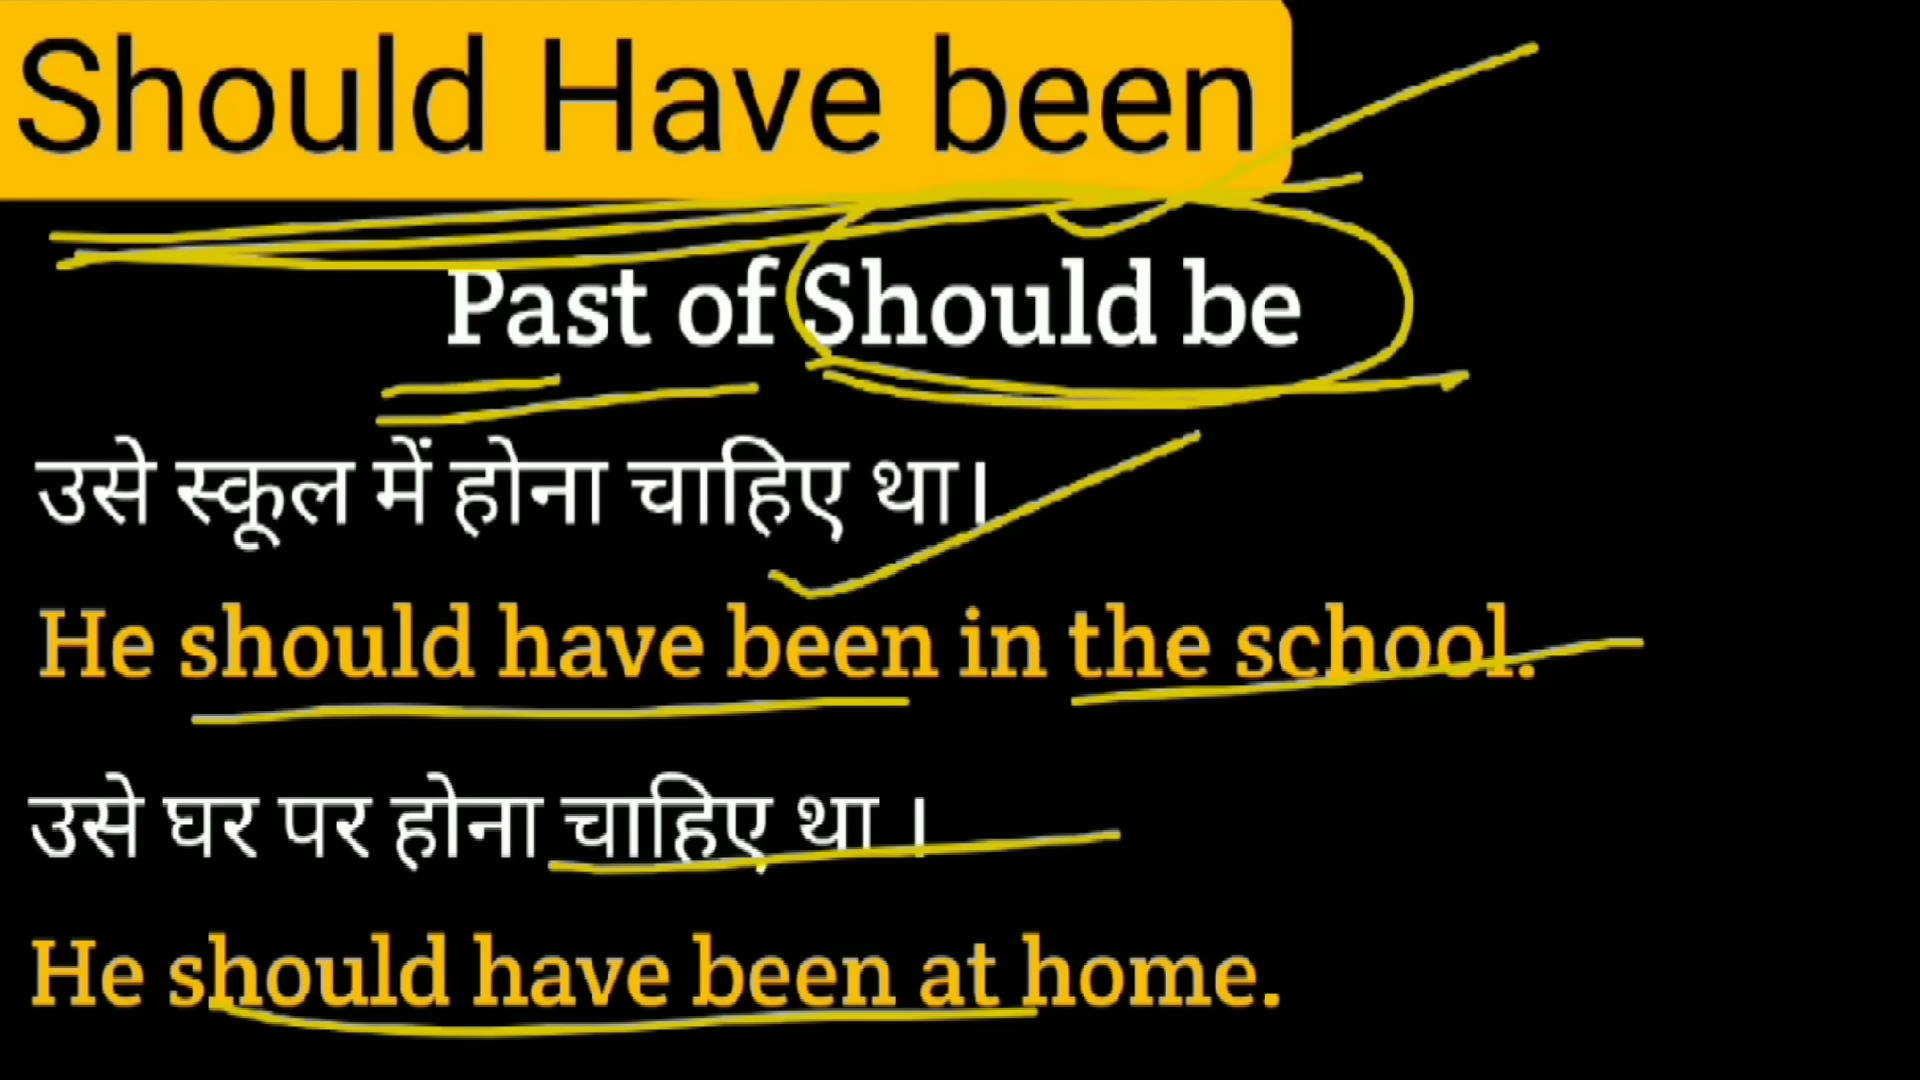 Should Have been
Past of Should be
उसे स्कूल में होना चाहिए था।
He should have been in the school.
उसे घर पर होना चाहिए था ।
He should have been at home.